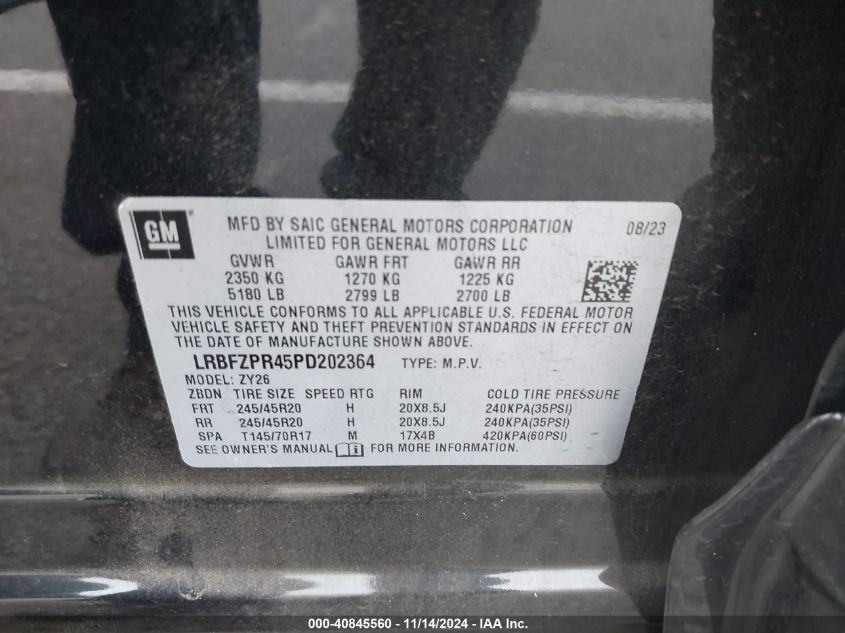 GM
MFD BY SAIC GENERAL MOTORS CORPORATION 08/23
LIMITED FOR GENERAL MOTORS LLC
GVWR GAWR FRT GAWR RR
2350 KG 1270 KG 1225 KG
5180 LB 2799 LB 2700 LB
THIS VEHICLE CONFORMS TO ALL APPLICABLE U.S. FEDERAL MOTOR
VEHICLE SAFETY AND THEFT PREVENTION STANDARDS IN EFFECT ON
THE DATE OF MANUFACTURE SHOWN ABOVE.
LRBFZPR45PD202364 TYPE: M.P.V.
MODEL: ZY26
ZBDN TIRE SIZE SPEED RTG RIM COLD TIRE PRESSURE
FRT 245/45R20 H 20X8.5J 240KPA(35PSI)
RR 245/45R20 H 20X8.5J 240KPA(35PSI)
SPA T145/70R17 M 17X4B 420KPA(60PSI)
SEE OWNER'S MANUAL FOR MORE INFORMATION.
000-40845560 - 11/14/2024 - IAA Inc.